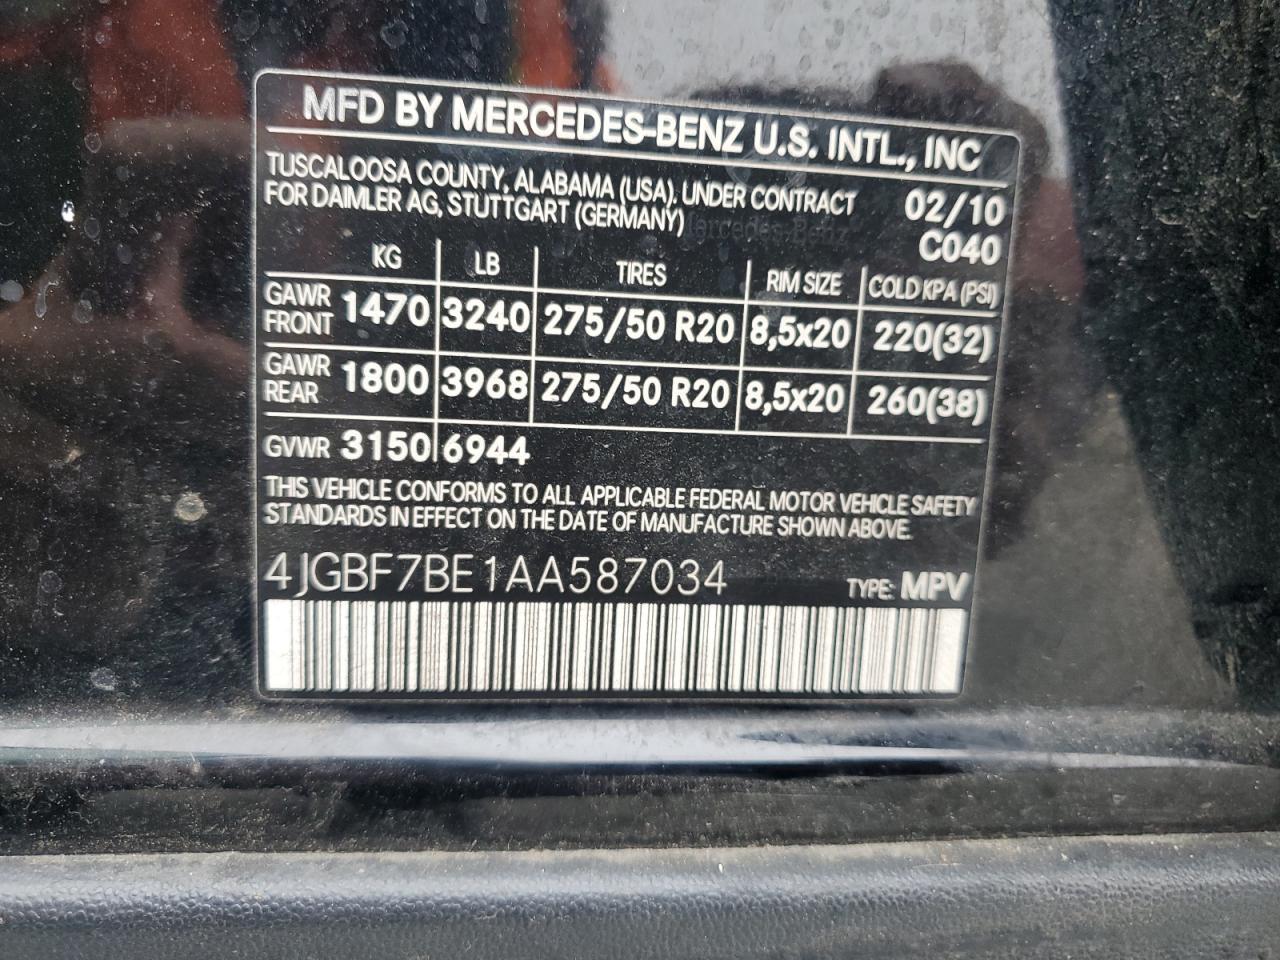 MFD BY MERCEDES-BENZ U.S. INTL., INC
TUSCALOOSA COUNTY, ALABAMA (USA). UNDER CONTRACT 02/10
FOR DAIMLER AG, STUTTGART (GERMANY) C040
Mercedes-Benz
KG LB TIRES RIM SIZE COLD KPA (PSI)
GAWR FRONT 1470 3240 275/50 R20 8,5x20 220(32)
GAWR REAR 1800 3968 275/50 R20 8,5x20 260(38)
GVWR 3150 6944
THIS VEHICLE CONFORMS TO ALL APPLICABLE FEDERAL MOTOR VEHICLE SAFETY
STANDARDS IN EFFECT ON THE DATE OF MANUFACTURE SHOWN ABOVE.
4JGBF7BE1AA587034 TYPE: MPV